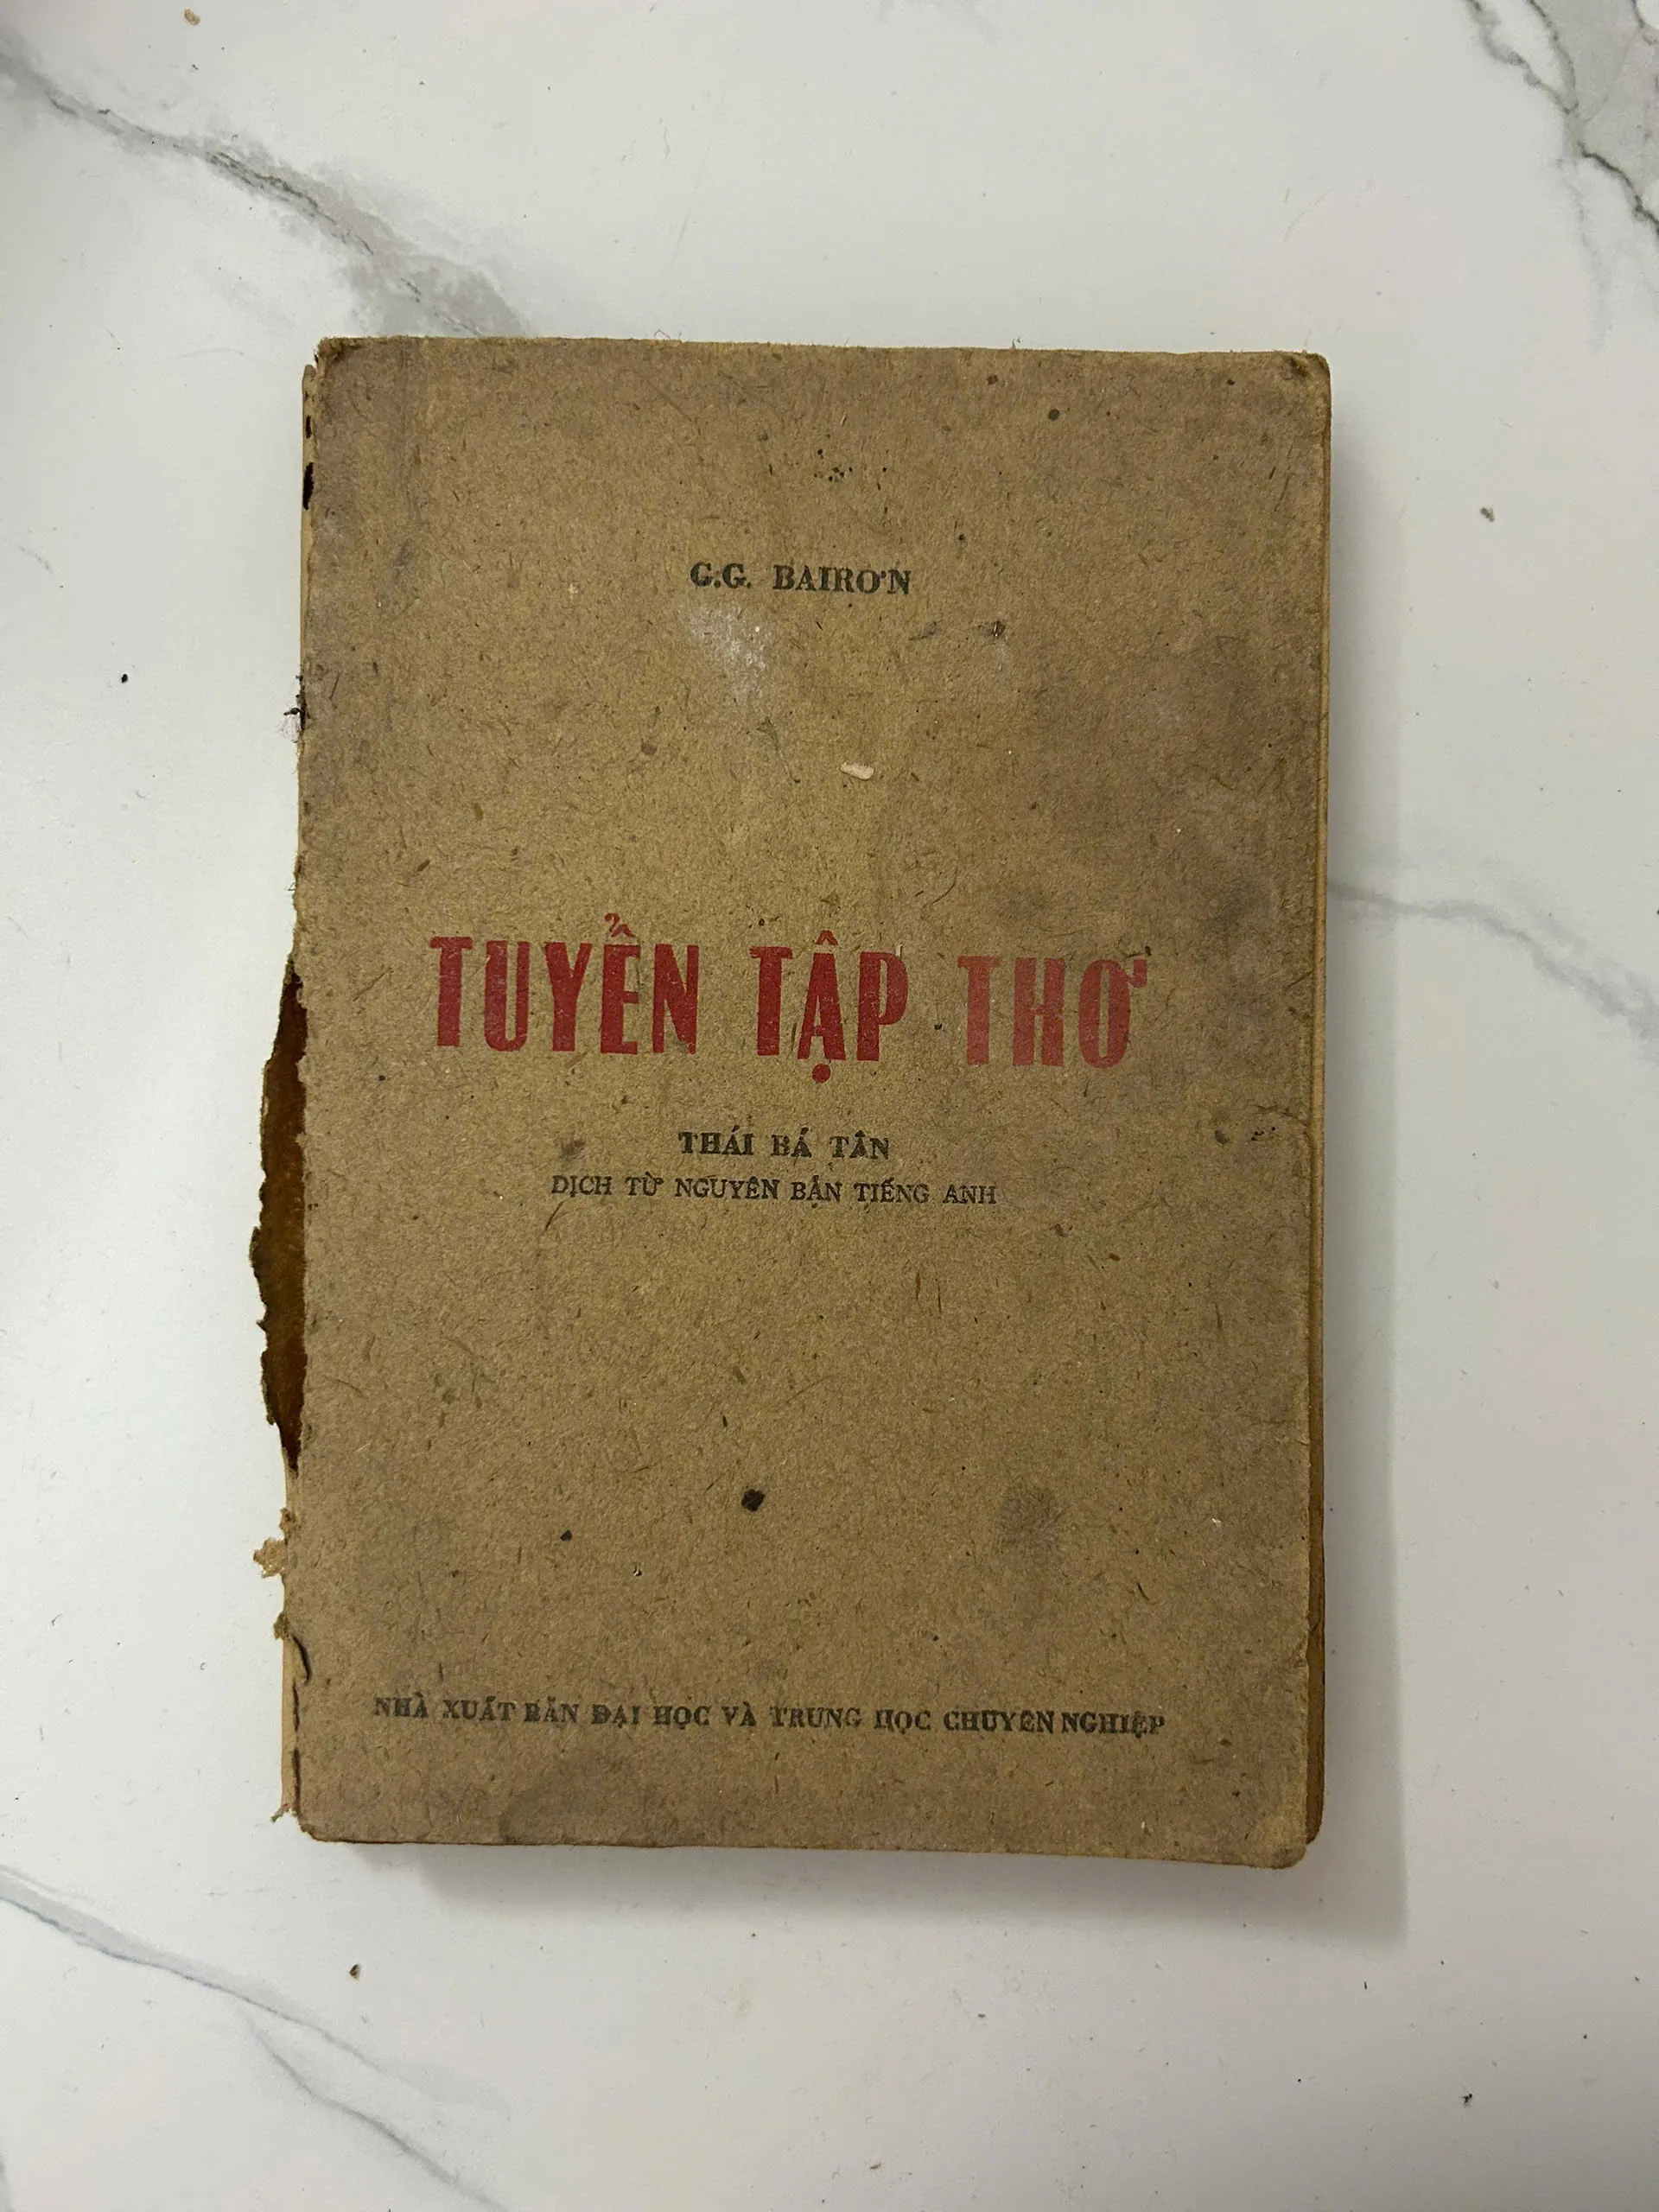 G.G. BAIRƠN
TUYỂN TẬP THƠ
THÁI BÁ TÂN
DỊCH TỪ NGUYÊN BẢN TIẾNG ANH
NHÀ XUẤT BẢN ĐẠI HỌC VÀ TRUNG HỌC CHUYÊN NGHIỆP